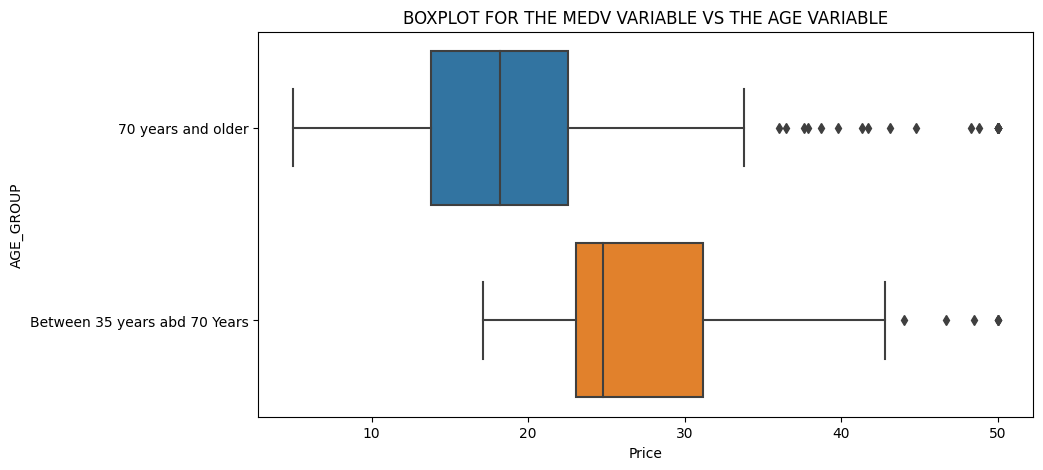 BOXPLOT FOR THE MEDV VARIABLE VS THE AGE VARIABLE
AGE_GROUP
70 years and older
Between 35 years abd 70 Years
10 20 30 40 50
Price